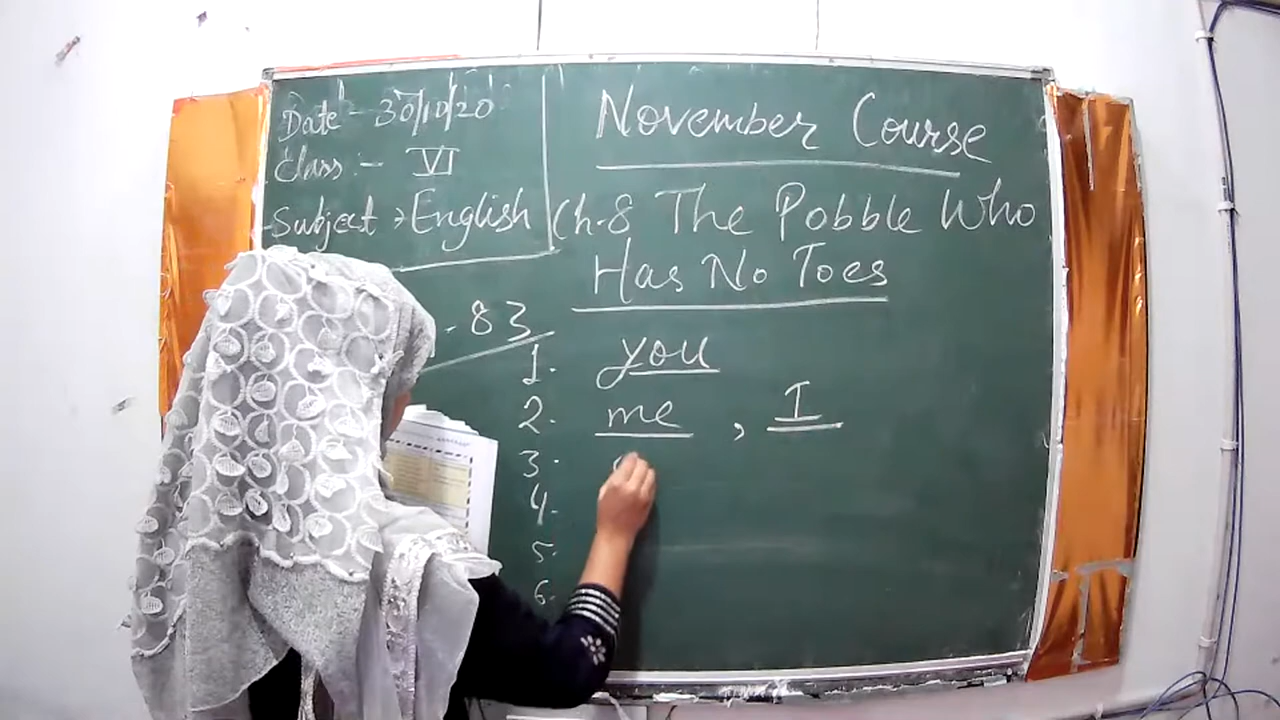 Date - 30/10/20
Class :- VI
Subject → English
November Course
Ch.8 The Pobble Who
Has No Toes
. 83
1. you
2. me , I
3.
4.
5.
6.